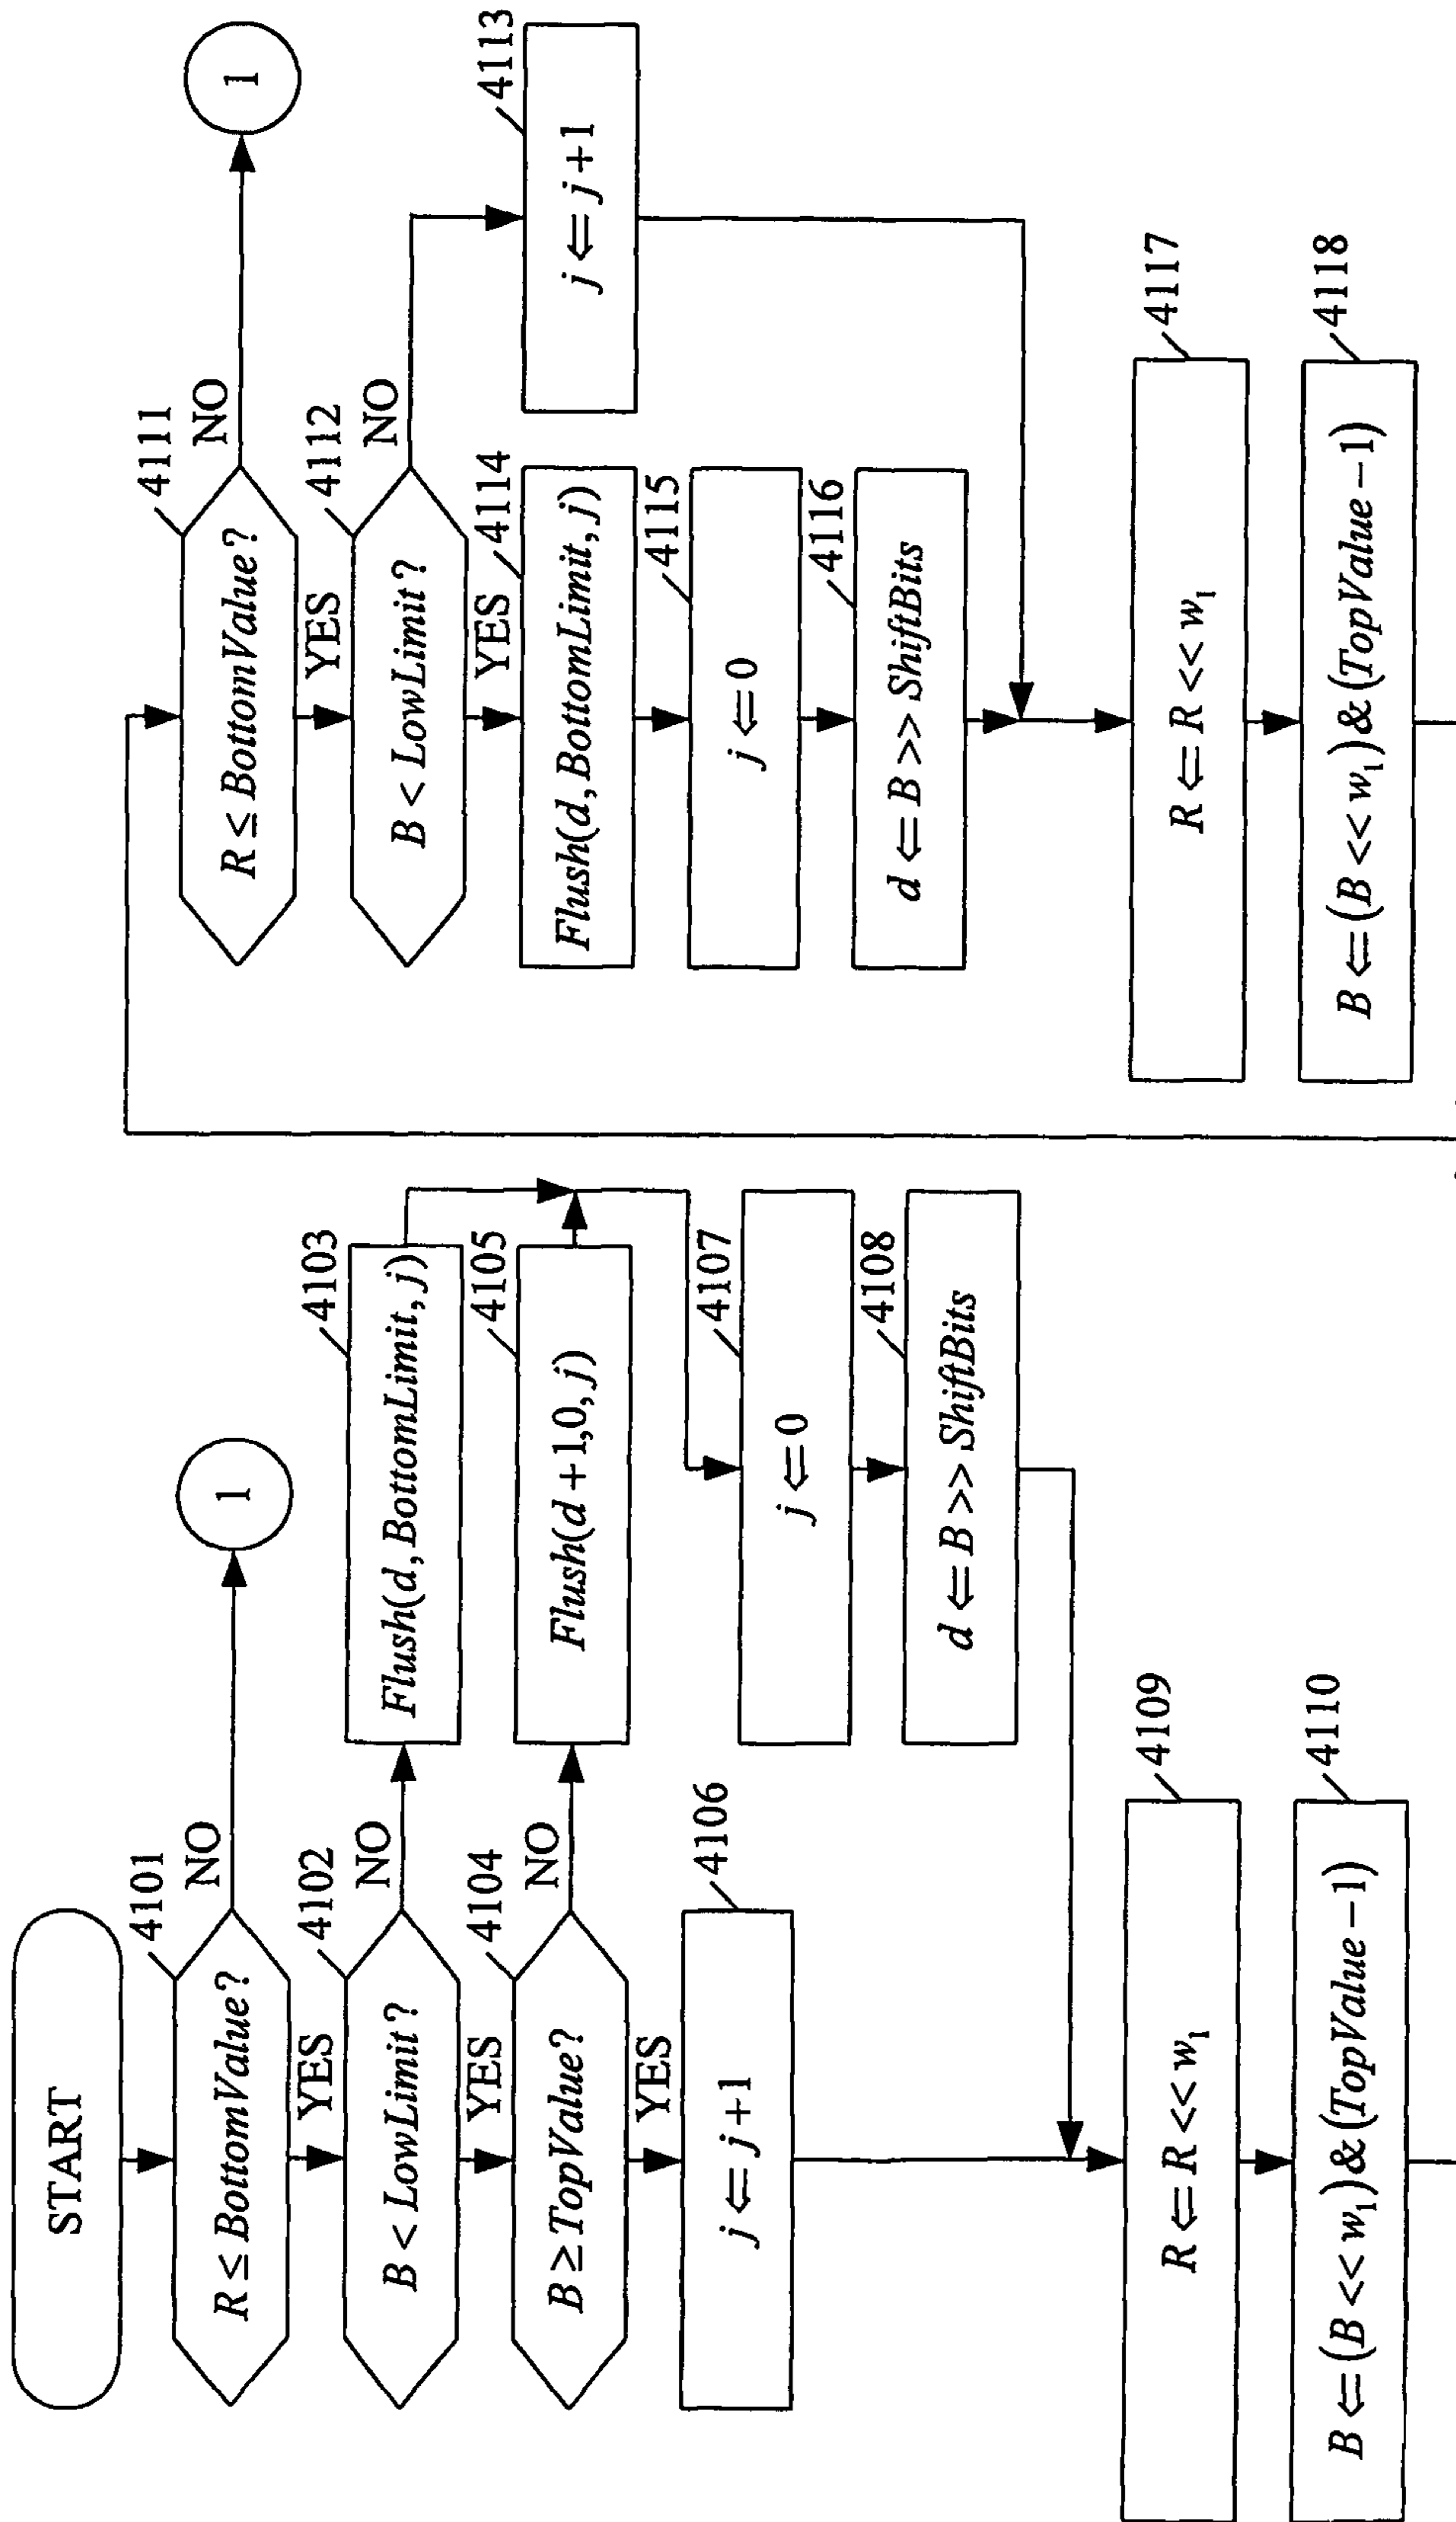 START
4101
R ≤ BottomValue?
NO
1
YES
4102
B < LowLimit?
NO
4103
Flush(d, BottomLimit, j)
YES
4104
B ≥ TopValue?
NO
4105
Flush(d+1,0, j)
YES
4106
j ⇐ j+1
4107
j ⇐ 0
4108
d ⇐ B >> ShiftBits
4109
R ⇐ R << w₁
4110
B ⇐ (B << w₁)&(TopValue−1)
4111
R ≤ BottomValue?
NO
1
YES
4112
B < LowLimit?
NO
4113
j ⇐ j+1
YES
4114
Flush(d, BottomLimit, j)
4115
j ⇐ 0
4116
d ⇐ B >> ShiftBits
4117
R ⇐ R << w₁
4118
B ⇐ (B << w₁)&(TopValue−1)